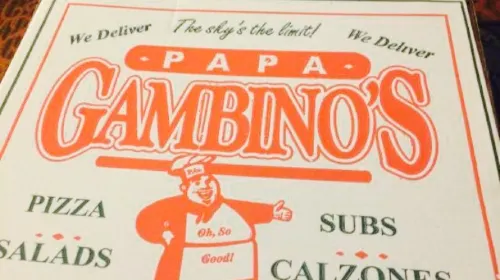 We Deliver The sky's the limit! We Deliver
PAPA
GAMBINO'S
PIZZA SUBS
SALADS CALZONES
Oh, So
Good!